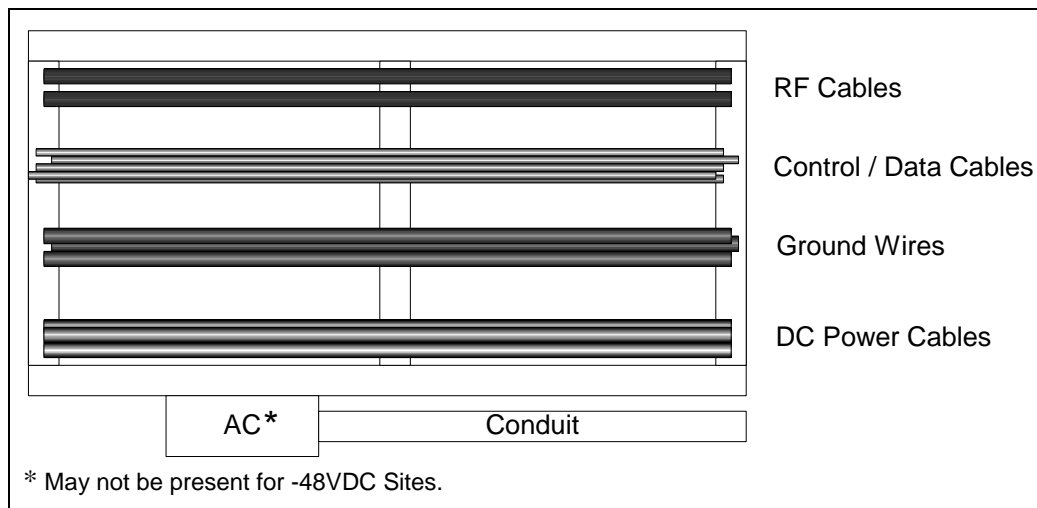 RF Cables
Control / Data Cables
Ground Wires
DC Power Cables
AC*
Conduit
* May not be present for -48VDC Sites.